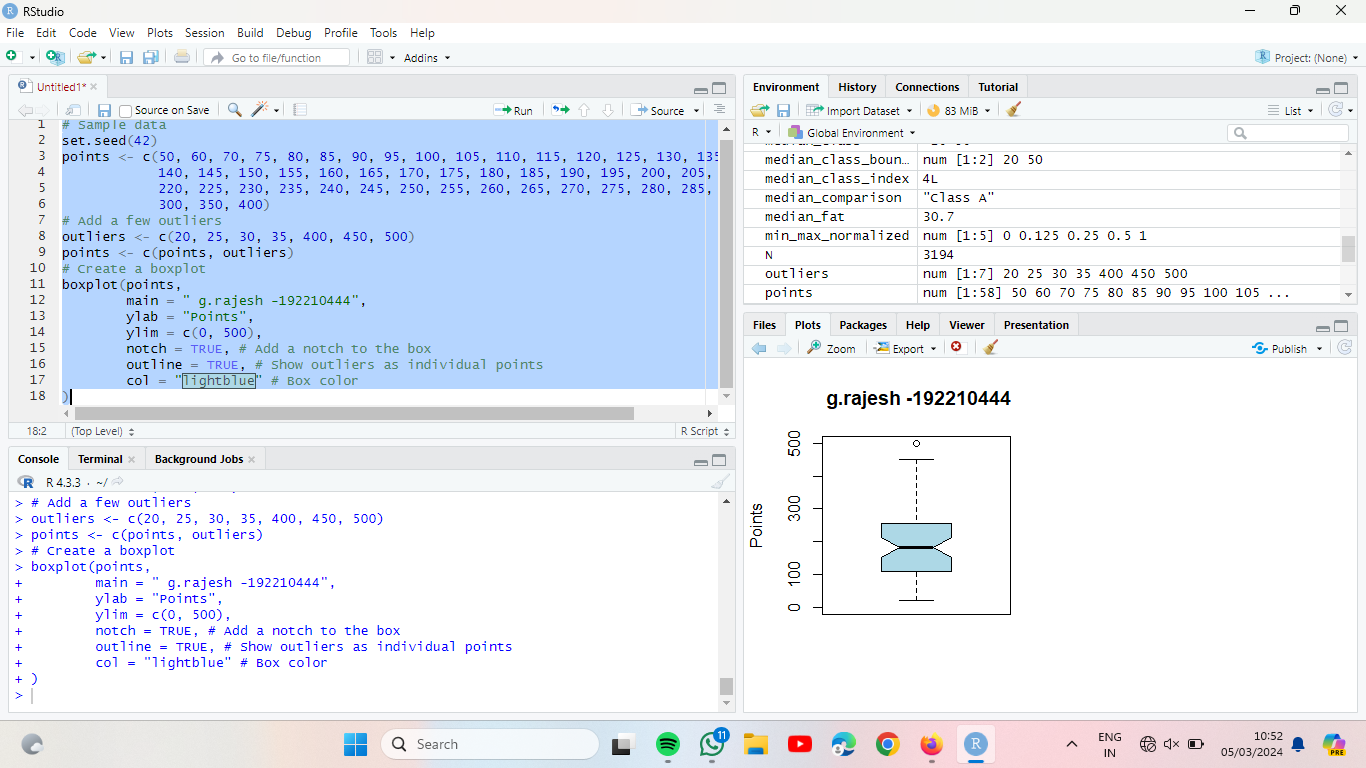 RStudio
File Edit Code View Plots Session Build Debug Profile Tools Help
Go to file/function Addins Project: (None)
Untitled1*
Source on Save Run Source
1 # Sample data
2 set.seed(42)
3 points <- c(50, 60, 70, 75, 80, 85, 90, 95, 100, 105, 110, 115, 120, 125, 130, 135
4 140, 145, 150, 155, 160, 165, 170, 175, 180, 185, 190, 195, 200, 205,
5 220, 225, 230, 235, 240, 245, 250, 255, 260, 265, 270, 275, 280, 285,
6 300, 350, 400)
7 # Add a few outliers
8 outliers <- c(20, 25, 30, 35, 400, 450, 500)
9 points <- c(points, outliers)
10 # Create a boxplot
11 boxplot(points,
12 main = " g.rajesh -192210444",
13 ylab = "Points",
14 ylim = c(0, 500),
15 notch = TRUE, # Add a notch to the box
16 outline = TRUE, # Show outliers as individual points
17 col = "lightblue" # Box color
18 )
18:2 (Top Level) R Script
Console Terminal Background Jobs
R 4.3.3 · ~/
> # Add a few outliers
> outliers <- c(20, 25, 30, 35, 400, 450, 500)
> points <- c(points, outliers)
> # Create a boxplot
> boxplot(points,
+ main = " g.rajesh -192210444",
+ ylab = "Points",
+ ylim = c(0, 500),
+ notch = TRUE, # Add a notch to the box
+ outline = TRUE, # Show outliers as individual points
+ col = "lightblue" # Box color
+ )
>
Environment History Connections Tutorial
Import Dataset 83 MiB List
R Global Environment
median_class_boun… num [1:2] 20 50
median_class_index 4L
median_comparison "Class A"
median_fat 30.7
min_max_normalized num [1:5] 0 0.125 0.25 0.5 1
N 3194
outliers num [1:7] 20 25 30 35 400 450 500
points num [1:58] 50 60 70 75 80 85 90 95 100 105 ...
Files Plots Packages Help Viewer Presentation
Zoom Export Publish
g.rajesh -192210444
Points
500
300
100
0
Search
11
ENG
IN
10:52
05/03/2024
PRE